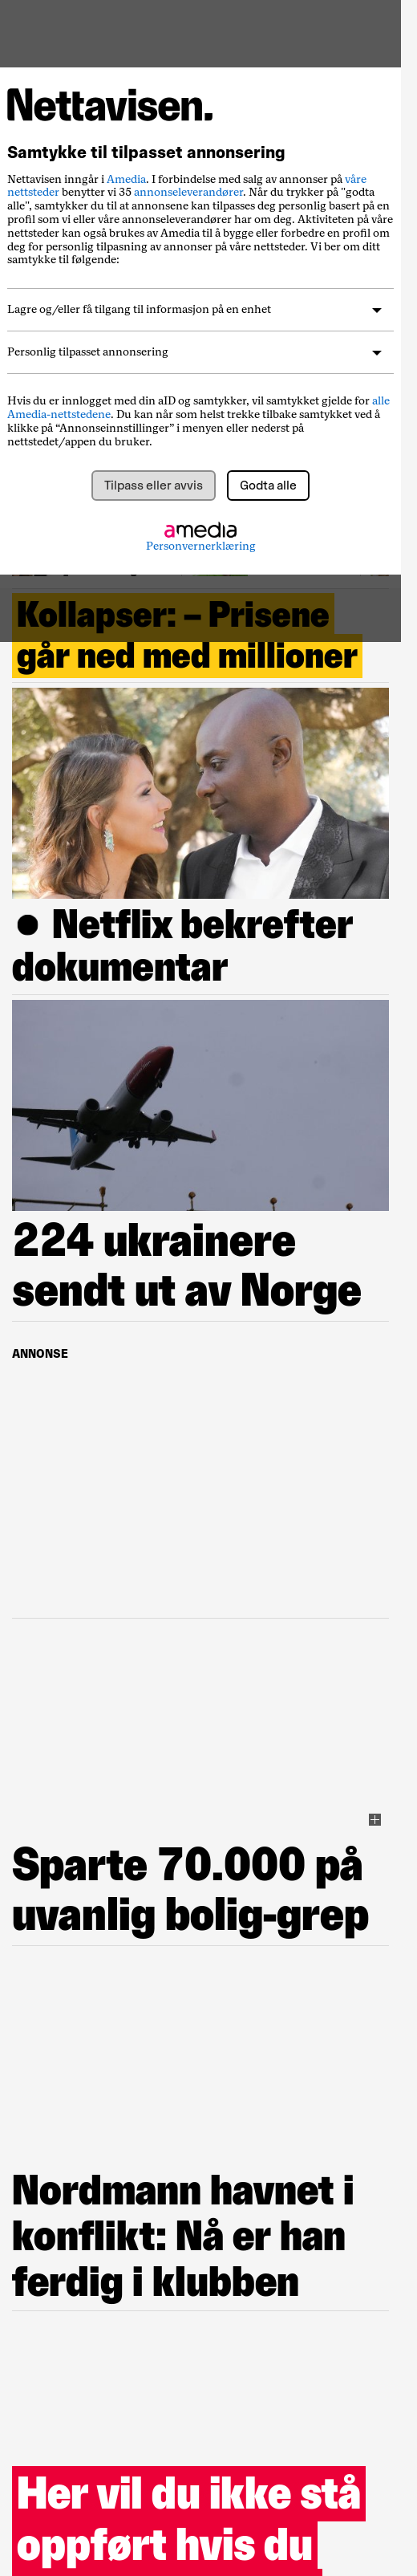 Nettavisen.
Samtykke til tilpasset annonsering
Nettavisen inngår i Amedia. I forbindelse med salg av annonser på våre
nettsteder benytter vi 35 annonseleverandører. Når du trykker på "godta
alle", samtykker du til at annonsene kan tilpasses deg personlig basert på en
profil som vi eller våre annonseleverandører har om deg. Aktiviteten på våre
nettsteder kan også brukes av Amedia til å bygge eller forbedre en profil om
deg for personlig tilpasning av annonser på våre nettsteder. Vi ber om ditt
samtykke til følgende:
Lagre og/eller få tilgang til informasjon på en enhet
Personlig tilpasset annonsering
Hvis du er innlogget med din aID og samtykker, vil samtykket gjelde for alle
Amedia-nettstedene. Du kan når som helst trekke tilbake samtykket ved å
klikke på “Annonseinnstillinger” i menyen eller nederst på
nettstedet/appen du bruker.
Tilpass eller avvis Godta alle
amedia
Personvernerklæring
Kollapser: – Prisene
går ned med millioner
● Netflix bekrefter
dokumentar
224 ukrainere
sendt ut av Norge
ANNONSE
Sparte 70.000 på
uvanlig bolig-grep
Nordmann havnet i
konflikt: Nå er han
ferdig i klubben
Her vil du ikke stå
oppført hvis du